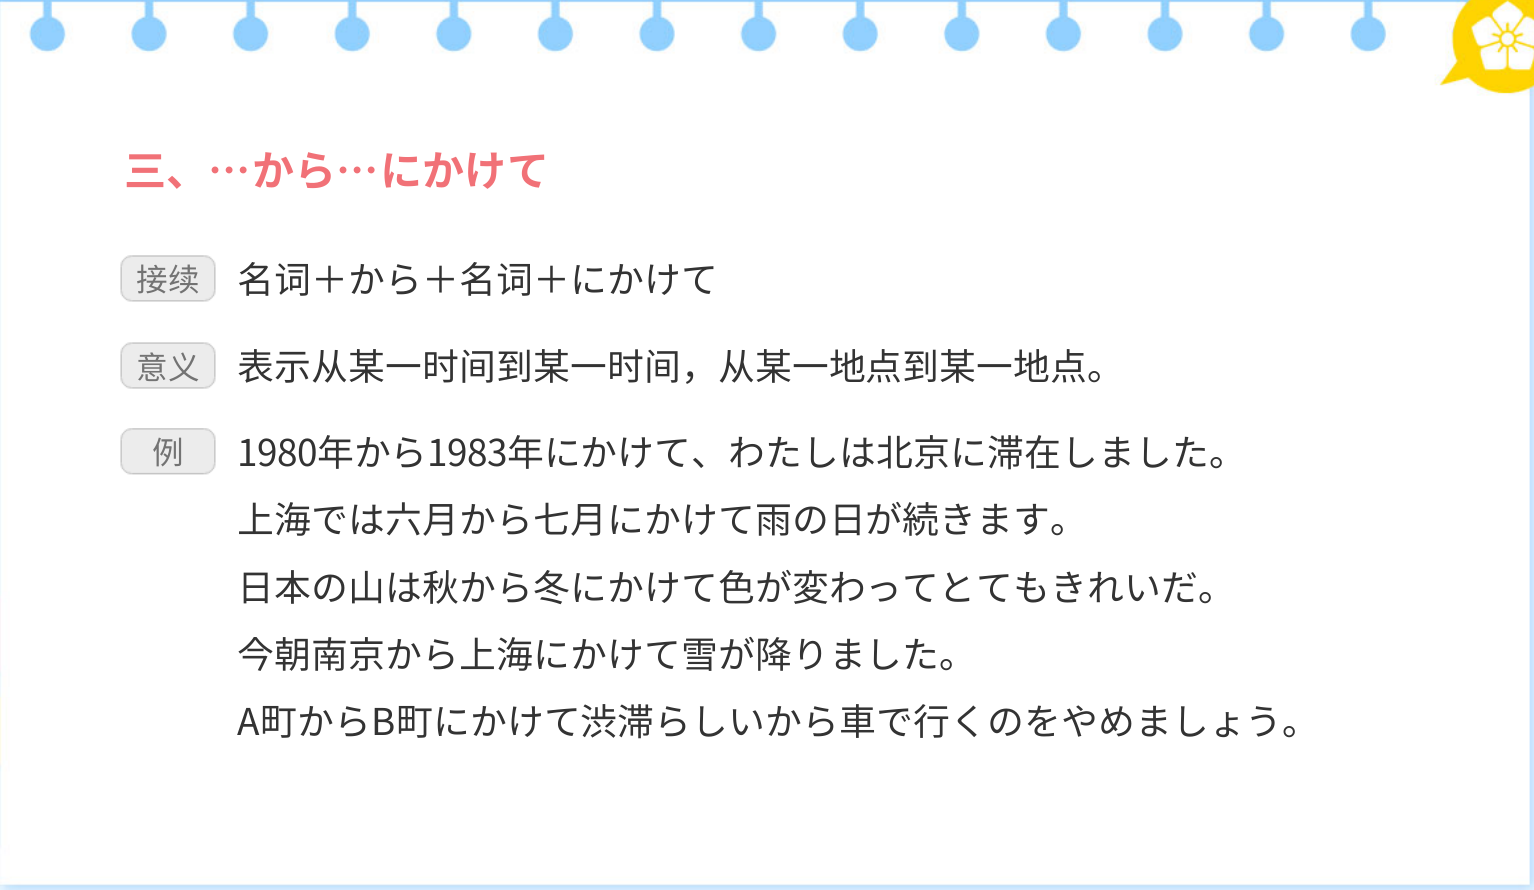 三、…から…にかけて
接续 名词＋から＋名词＋にかけて
意义 表示从某一时间到某一时间，从某一地点到某一地点。
例 1980年から1983年にかけて、わたしは北京に滞在しました。
上海では六月から七月にかけて雨の日が続きます。
日本の山は秋から冬にかけて色が変わってとてもきれいだ。
今朝南京から上海にかけて雪が降りました。
A町からB町にかけて渋滞らしいから車で行くのをやめましょう。